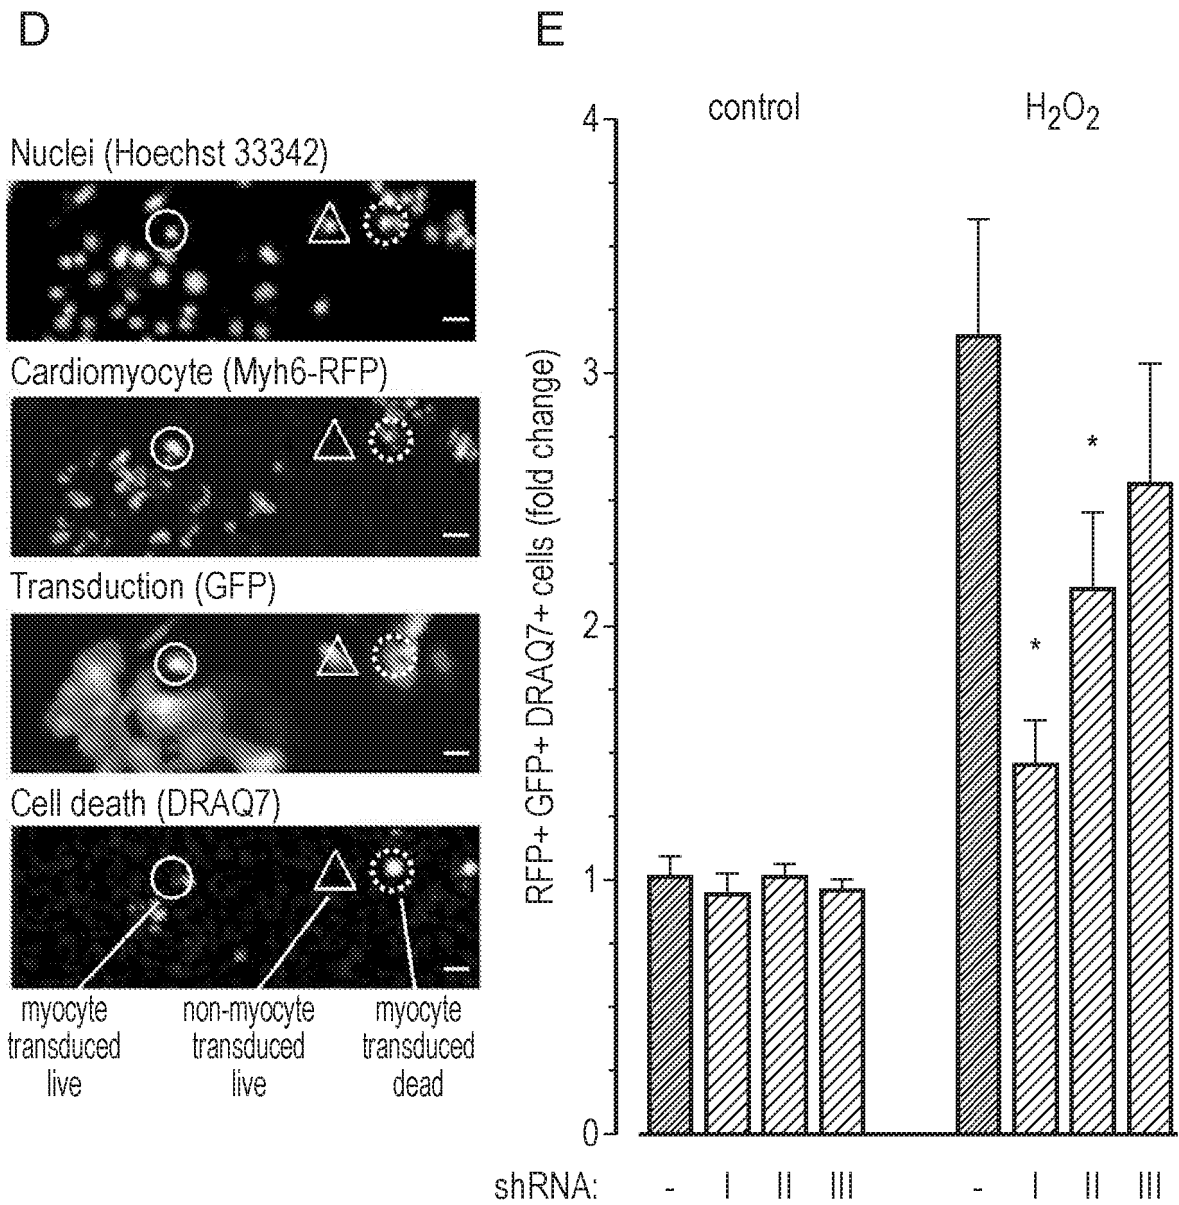 D
Nuclei (Hoechst 33342)
Cardiomyocyte (Myh6-RFP)
Transduction (GFP)
Cell death (DRAQ7)
myocyte transduced live
non-myocyte transduced live
myocyte transduced dead
E
control
H₂O₂
RFP+ GFP+ DRAQ7+ cells (fold change)
4
3
2
1
0
*
*
*
shRNA: - I II III - I II III